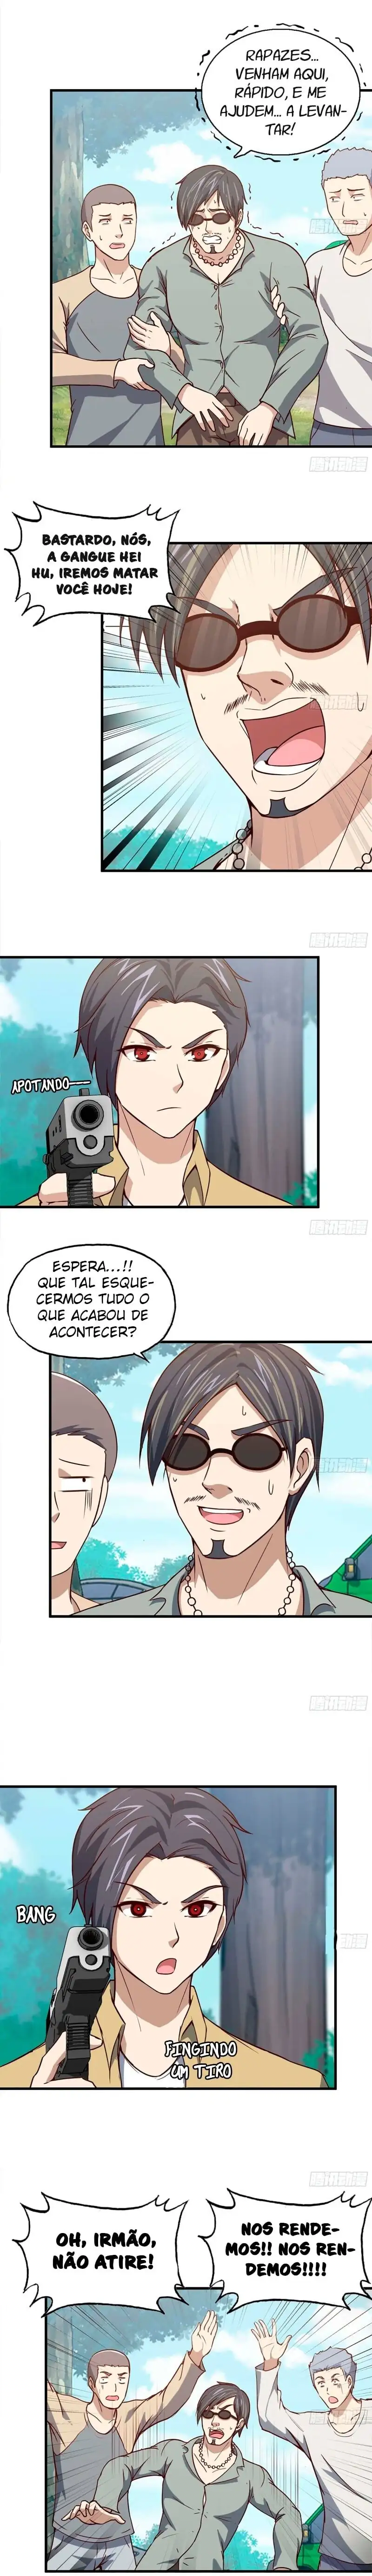 RAPAZES...
VENHAM AQUI,
RÁPIDO, E ME
AJUDEM... A LEVAN-
TAR!
BASTARDO, NÓS,
A GANGUE HEI
HU, IREMOS MATAR
VOCÊ HOJE!
APOTANDO
ESPERA...!!
QUE TAL ESQUE-
CERMOS TUDO O
QUE ACABOU DE
ACONTECER?
BANG
FINGINDO
UM TIRO
OH, IRMÃO,
NÃO ATIRE!
NOS RENDE-
MOS!! NOS REN-
DEMOS!!!!